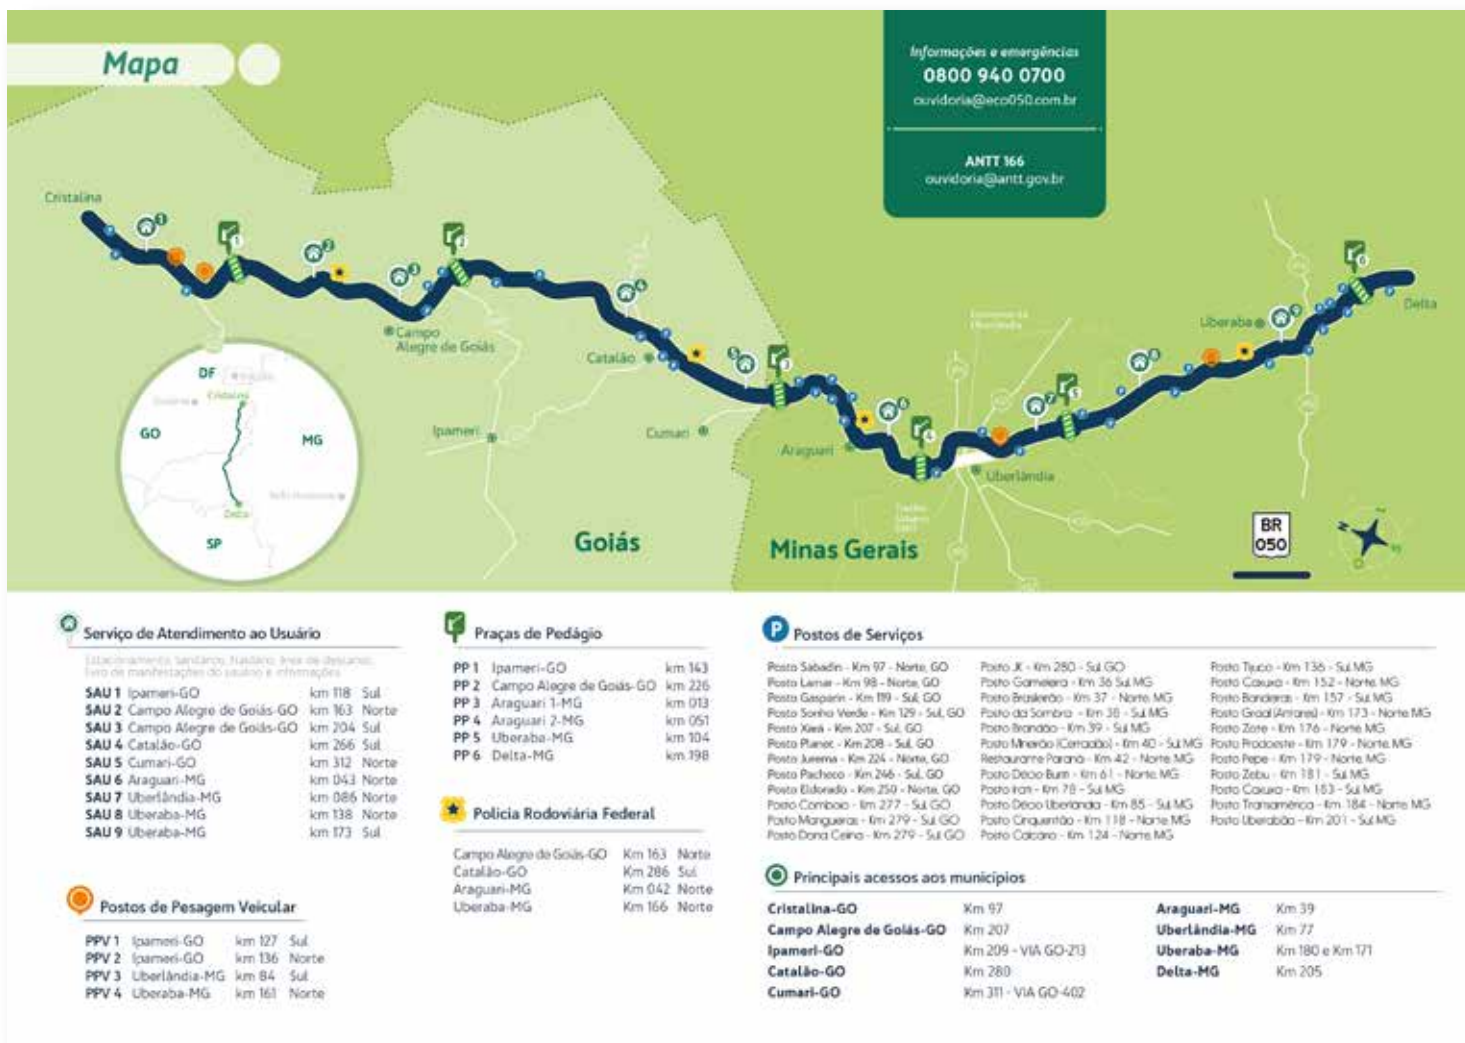 Mapa
Informações e emergências
0800 940 0700
ouvidoria@eco050.com.br
ANTT 166
ouvidoria@antt.gov.br
Cristalina
1
1
2
2
3
4
Campo
Alegre de Goiás
Catalão
5
3
Ipameri
Cumari
Araguari
6
4
Uberlândia
7
5
8
Uberaba
9
6
Delta
DF
Cristalina
GO
MG
Delta
SP
Goiás
Minas Gerais
BR
050
N
Serviço de Atendimento ao Usuário
SAU 1 Ipameri-GO km 118 Sul
SAU 2 Campo Alegre de Goiás-GO km 163 Norte
SAU 3 Campo Alegre de Goiás-GO km 204 Sul
SAU 4 Catalão-GO km 266 Sul
SAU 5 Cumari-GO km 312 Norte
SAU 6 Araguari-MG km 043 Norte
SAU 7 Uberlândia-MG km 086 Norte
SAU 8 Uberaba-MG km 138 Norte
SAU 9 Uberaba-MG km 173 Sul
Postos de Pesagem Veicular
PPV 1 Ipameri-GO km 127 Sul
PPV 2 Ipameri-GO km 136 Norte
PPV 3 Uberlândia-MG km 84 Sul
PPV 4 Uberaba-MG km 161 Norte
Praças de Pedágio
PP 1 Ipameri-GO km 143
PP 2 Campo Alegre de Goiás-GO km 226
PP 3 Araguari 1-MG km 013
PP 4 Araguari 2-MG km 051
PP 5 Uberaba-MG km 104
PP 6 Delta-MG km 198
Polícia Rodoviária Federal
Campo Alegre de Goiás-GO Km 163 Norte
Catalão-GO Km 286 Sul
Araguari-MG Km 042 Norte
Uberaba-MG Km 166 Norte
P Postos de Serviços
Posto Sabadin - Km 97 - Norte, GO
Posto Lamar - Km 98 - Norte, GO
Posto Gasparin - Km 119 - Sul, GO
Posto Sonho Verde - Km 129 - Sul, GO
Posto Xixá - Km 207 - Sul, GO
Posto Planet - Km 208 - Sul, GO
Posto Jurema - Km 224 - Norte, GO
Posto Pacheco - Km 246 - Sul, GO
Posto Eldorado - Km 250 - Norte, GO
Posto Comboio - Km 277 - Sul, GO
Posto Mangueras - Km 279 - Sul, GO
Posto Dona Ceina - Km 279 - Sul, GO
Posto JK - Km 280 - Sul, GO
Posto Gameleira - Km 36 Sul, MG
Posto Brasileirão - Km 37 - Norte, MG
Posto da Sombra - Km 38 - Sul, MG
Posto Brandão - Km 39 - Sul, MG
Posto Mineirão (Cerradão) - Km 40 - Sul, MG
Restaurante Paraná - Km 42 - Norte, MG
Posto Décio Buriti - Km 61 - Norte, MG
Posto Iran - Km 78 - Sul, MG
Posto Décio Uberlândia - Km 85 - Sul, MG
Posto Cinquentão - Km 118 - Norte, MG
Posto Calcário - Km 124 - Norte, MG
Posto Tijuco - Km 136 - Sul, MG
Posto Caxuxa - Km 152 - Norte, MG
Posto Bandeiras - Km 157 - Sul, MG
Posto Graal (Antares) - Km 173 - Norte, MG
Posto Zote - Km 176 - Norte, MG
Posto Prodoeste - Km 179 - Norte, MG
Posto Pepe - Km 179 - Norte, MG
Posto Zebu - Km 181 - Sul, MG
Posto Caxuxa - Km 183 - Sul, MG
Posto Transamérica - Km 184 - Norte, MG
Posto Uberabão - Km 201 - Sul, MG
Principais acessos aos municípios
Cristalina-GO Km 97
Campo Alegre de Goiás-GO Km 207
Ipameri-GO Km 209 - VIA GO-213
Catalão-GO Km 280
Cumari-GO Km 311 - VIA GO-402
Araguari-MG Km 39
Uberlândia-MG Km 77
Uberaba-MG Km 180 e Km 171
Delta-MG Km 205